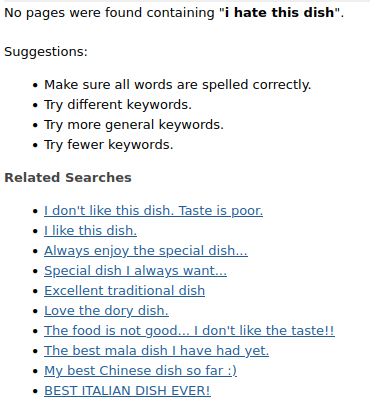 No pages were found containing "i hate this dish".
Suggestions:
Make sure all words are spelled correctly.
Try different keywords.
Try more general keywords.
Try fewer keywords.
Related Searches
I don't like this dish. Taste is poor.
I like this dish.
Always enjoy the special dish...
Special dish I always want...
Excellent traditional dish
Love the dory dish.
The food is not good... I don't like the taste!!
The best mala dish I have had yet.
My best Chinese dish so far :)
BEST ITALIAN DISH EVER!